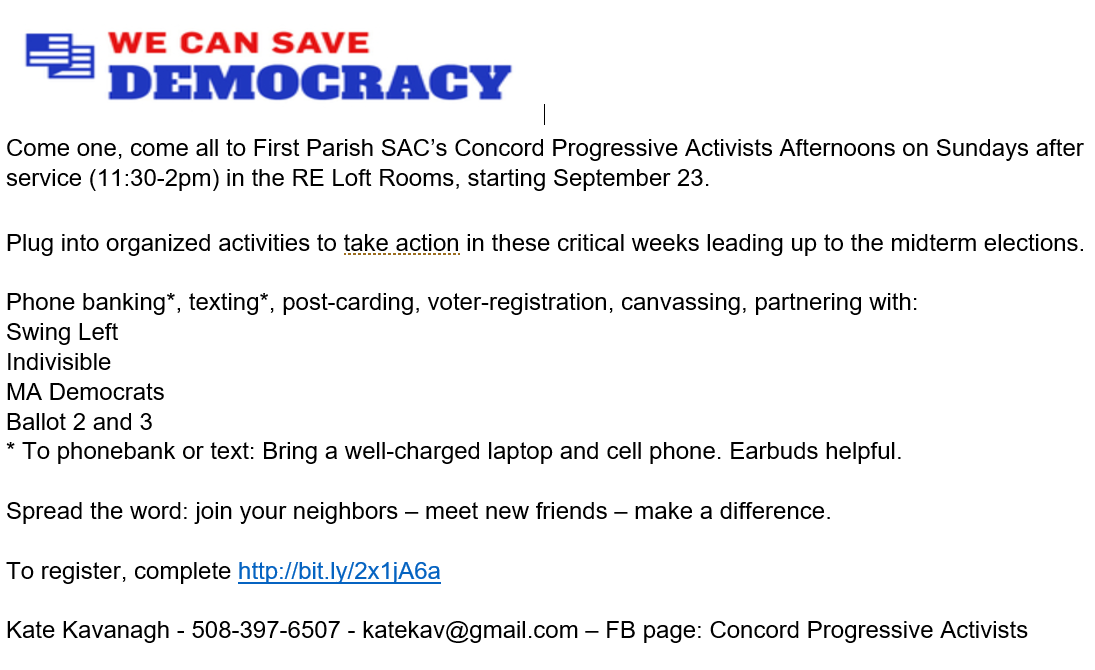 WE CAN SAVE
DEMOCRACY
Come one, come all to First Parish SAC’s Concord Progressive Activists Afternoons on Sundays after
service (11:30-2pm) in the RE Loft Rooms, starting September 23.
Plug into organized activities to take action in these critical weeks leading up to the midterm elections.
Phone banking*, texting*, post-carding, voter-registration, canvassing, partnering with:
Swing Left
Indivisible
MA Democrats
Ballot 2 and 3
* To phonebank or text: Bring a well-charged laptop and cell phone. Earbuds helpful.
Spread the word: join your neighbors – meet new friends – make a difference.
To register, complete http://bit.ly/2x1jA6a
Kate Kavanagh - 508-397-6507 - katekav@gmail.com – FB page: Concord Progressive Activists